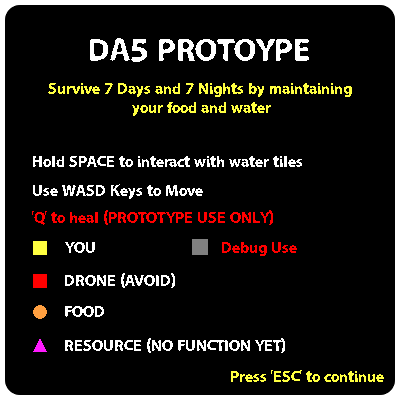 DA5 PROTOYPE
Survive 7 Days and 7 Nights by maintaining
your food and water
Hold SPACE to interact with water tiles
Use WASD Keys to Move
'Q' to heal (PROTOTYPE USE ONLY)
YOU Debug Use
DRONE (AVOID)
FOOD
RESOURCE (NO FUNCTION YET)
Press 'ESC' to continue